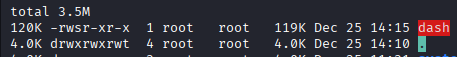 total 3.5M
120K -rwsr-xr-x 1 root root 119K Dec 25 14:15 dash
4.0K drwxrwxrwt 4 root root 4.0K Dec 25 14:10 .